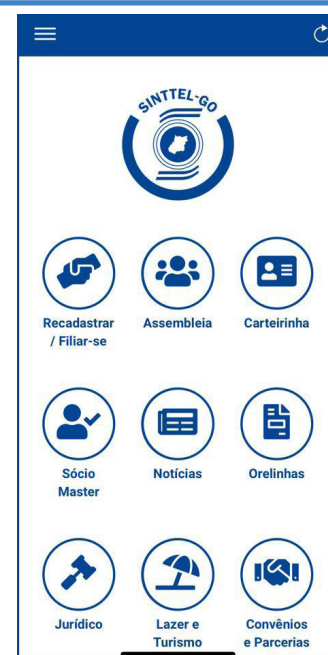 SINTTEL-GO
Recadastrar
/ Filiar-se
Assembleia
Carteirinha
Sócio
Master
Notícias
Orelinhas
Jurídico
Lazer e
Turismo
Convênios
e Parcerias